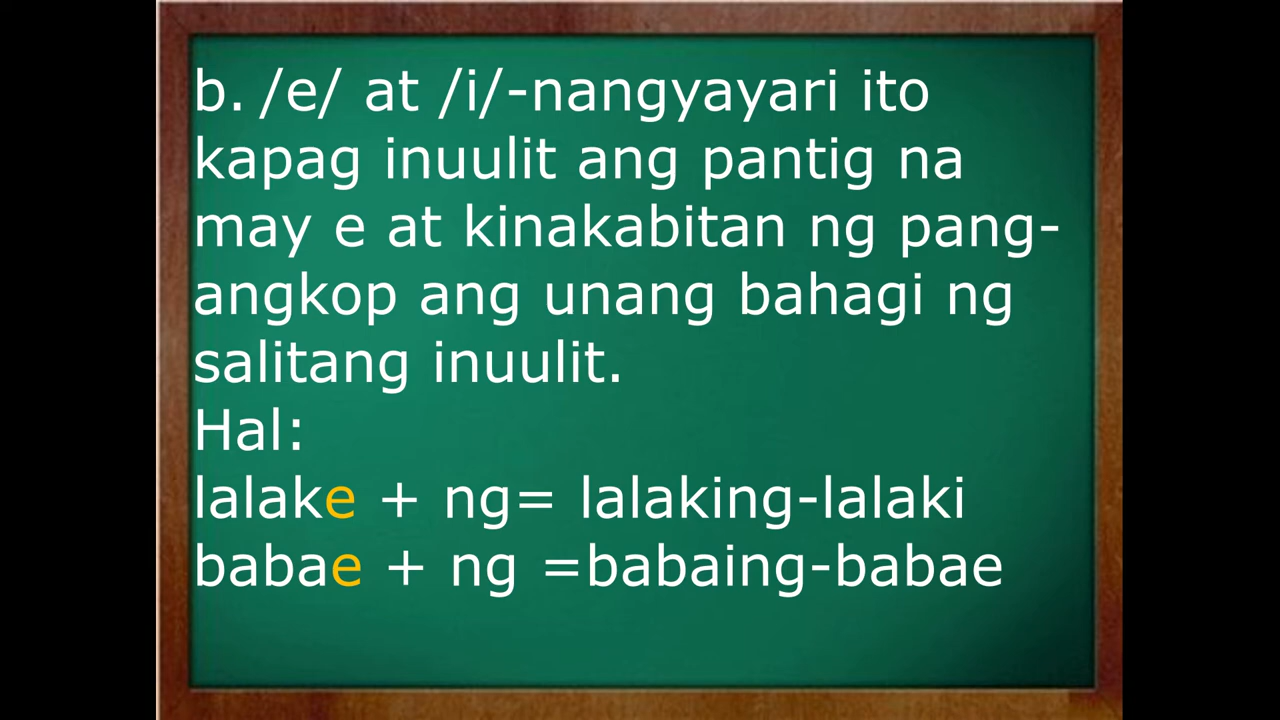 b. /e/ at /i/-nangyayari ito
kapag inuulit ang pantig na
may e at kinakabitan ng pang-
angkop ang unang bahagi ng
salitang inuulit.
Hal:
lalake + ng= lalaking-lalaki
babae + ng =babaing-babae